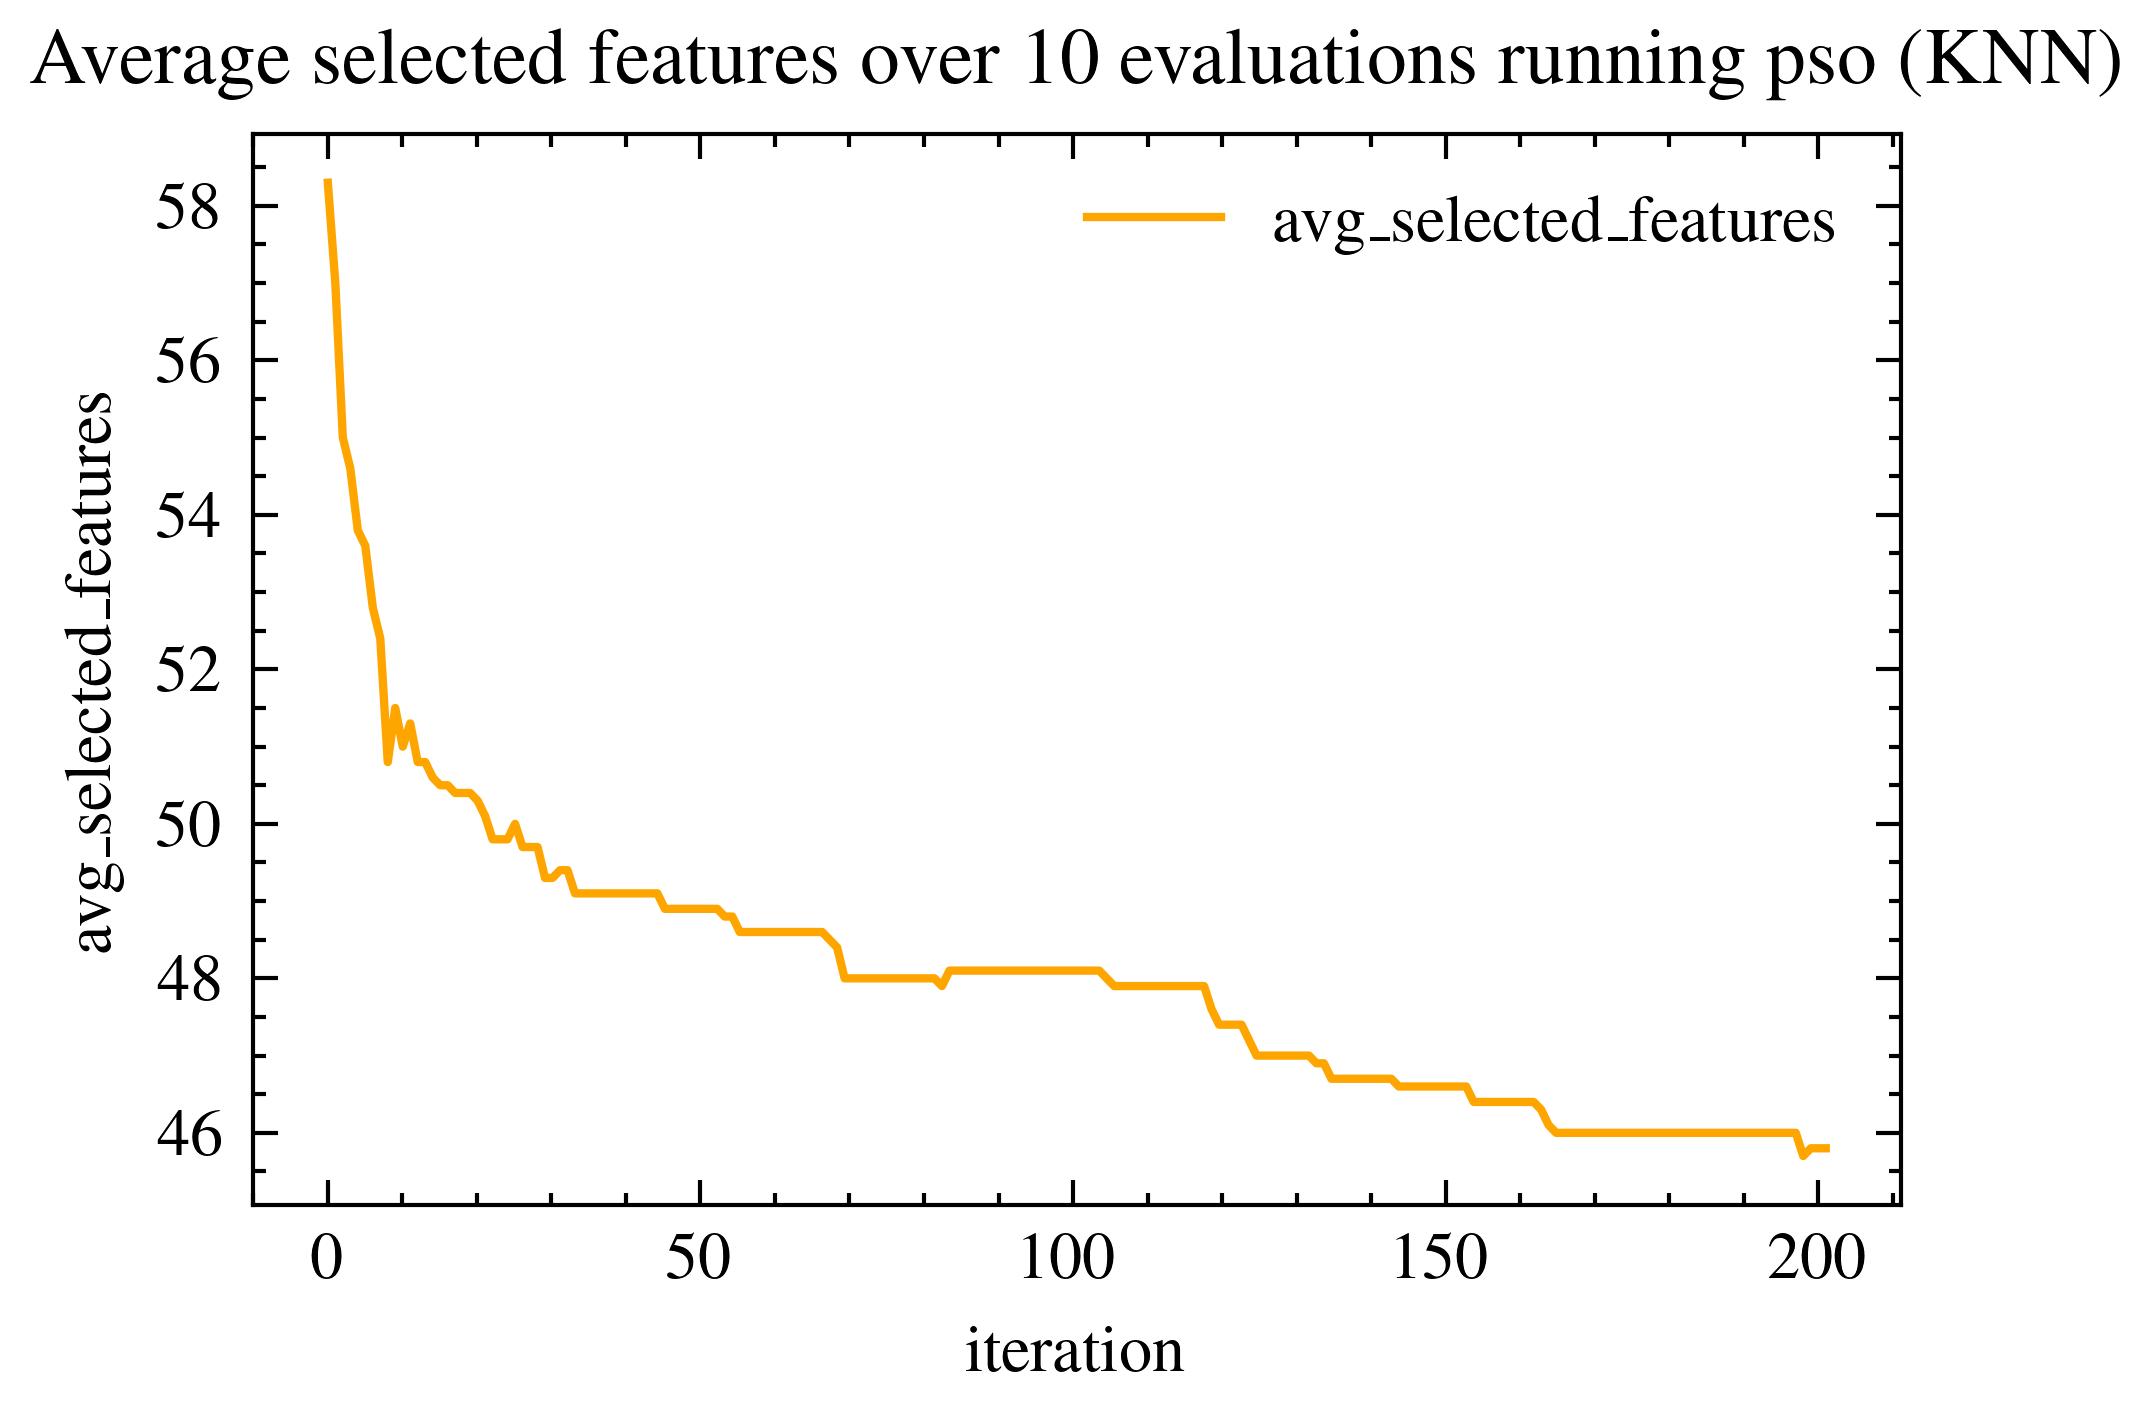 Average selected features over 10 evaluations running pso (KNN)
avg_selected_features
58
56
54
52
50
48
46
avg_selected_features
0 50 100 150 200
iteration